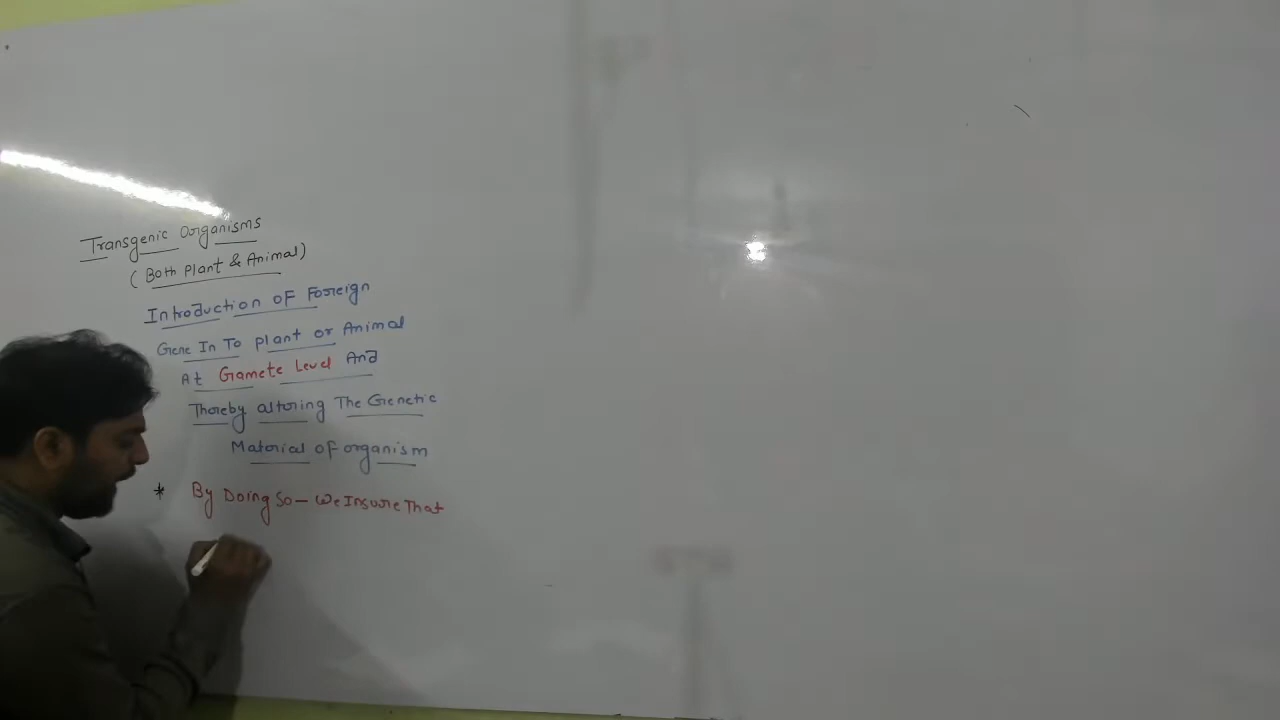 Transgenic Organisms
(Both Plant & Animal)
Introduction of Foreign
Gene In To plant or Animal
At Gamete Level And
Thereby altering The Genetic
Material of organism
* By Doing So - We Insure That